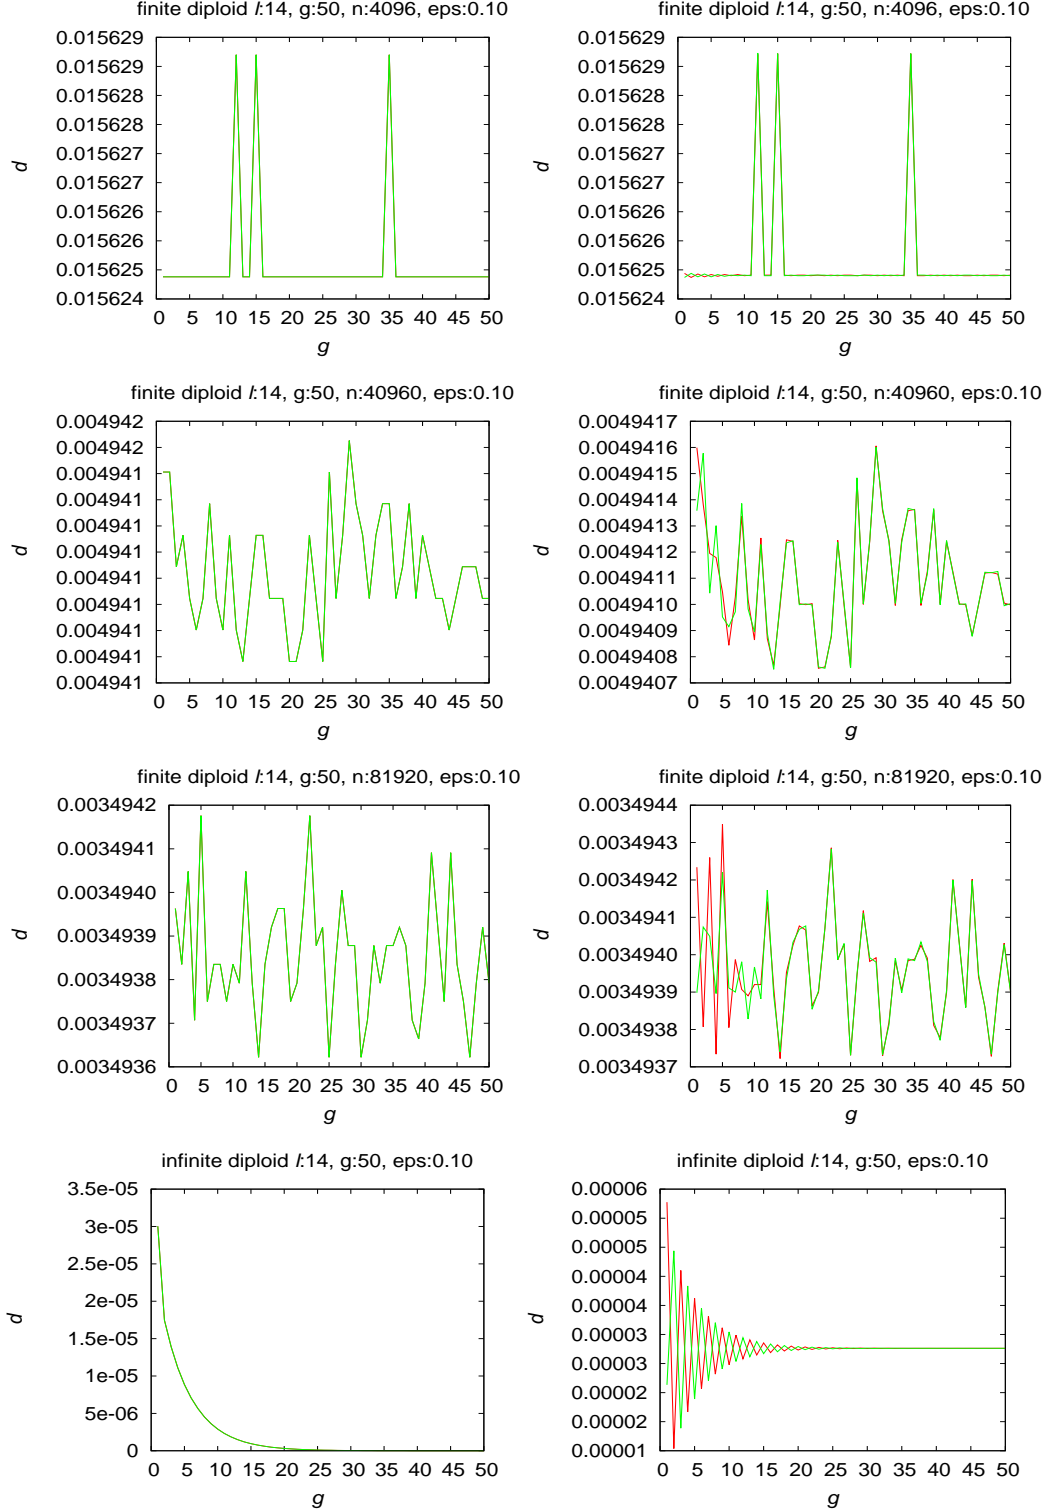 finite diploid l:14, g:50, n:4096, eps:0.10
0.015629
0.015629
0.015628
0.015628
0.015627
0.015627
0.015626
0.015626
0.015625
0.015624
d
0 5 10 15 20 25 30 35 40 45 50
g
finite diploid l:14, g:50, n:4096, eps:0.10
0.015629
0.015629
0.015628
0.015628
0.015627
0.015627
0.015626
0.015626
0.015625
0.015624
d
0 5 10 15 20 25 30 35 40 45 50
g
finite diploid l:14, g:50, n:40960, eps:0.10
0.004942
0.004942
0.004941
0.004941
0.004941
0.004941
0.004941
0.004941
0.004941
0.004941
0.004941
d
0 5 10 15 20 25 30 35 40 45 50
g
finite diploid l:14, g:50, n:40960, eps:0.10
0.0049417
0.0049416
0.0049415
0.0049414
0.0049413
0.0049412
0.0049411
0.0049410
0.0049409
0.0049408
0.0049407
d
0 5 10 15 20 25 30 35 40 45 50
g
finite diploid l:14, g:50, n:81920, eps:0.10
0.0034942
0.0034941
0.0034940
0.0034939
0.0034938
0.0034937
0.0034936
d
0 5 10 15 20 25 30 35 40 45 50
g
finite diploid l:14, g:50, n:81920, eps:0.10
0.0034944
0.0034943
0.0034942
0.0034941
0.0034940
0.0034939
0.0034938
0.0034937
d
0 5 10 15 20 25 30 35 40 45 50
g
infinite diploid l:14, g:50, eps:0.10
3.5e-05
3e-05
2.5e-05
2e-05
1.5e-05
1e-05
5e-06
0
d
0 5 10 15 20 25 30 35 40 45 50
g
infinite diploid l:14, g:50, eps:0.10
0.00006
0.00005
0.00005
0.00004
0.00004
0.00003
0.00003
0.00002
0.00002
0.00001
d
0 5 10 15 20 25 30 35 40 45 50
g